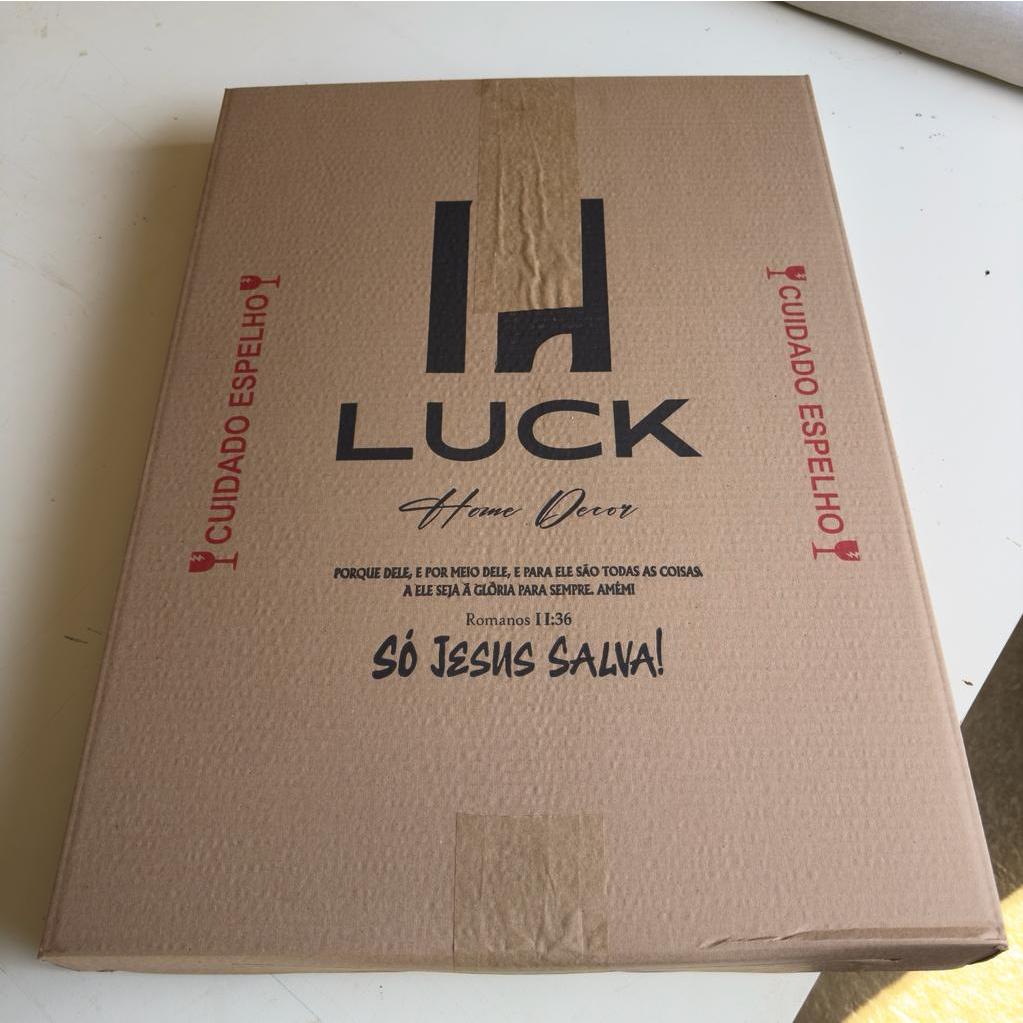 LUCK
Home Decor
PORQUE DELE, E POR MEIO DELE, E PARA ELE SÃO TODAS AS COISAS.
A ELE SEJA A GLÓRIA PARA SEMPRE. AMÉM!
Romanos 11:36
SÓ JESUS SALVA!
CUIDADO ESPELHO
CUIDADO ESPELHO